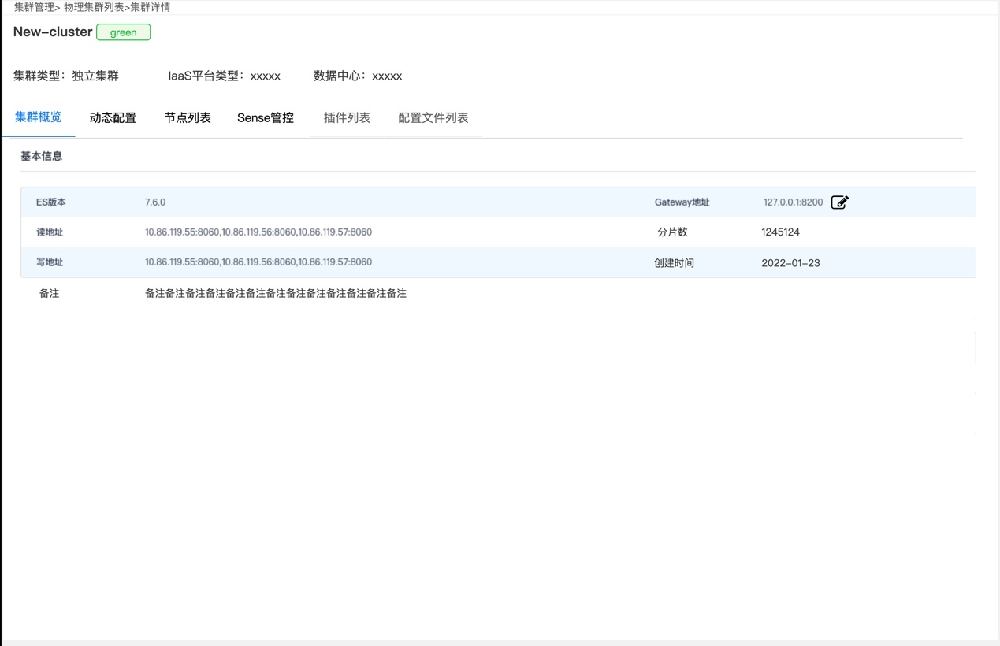 集群管理> 物理集群列表>集群详情
New-cluster green
集群类型：独立集群 IaaS平台类型：xxxxx 数据中心：xxxxx
集群概览 动态配置 节点列表 Sense管控 插件列表 配置文件列表
基本信息
ES版本 7.6.0 Gateway地址 127.0.0.1:8200
读地址 10.86.119.55:8060,10.86.119.56:8060,10.86.119.57:8060 分片数 1245124
写地址 10.86.119.55:8060,10.86.119.56:8060,10.86.119.57:8060 创建时间 2022-01-23
备注 备注备注备注备注备注备注备注备注备注备注备注备注备注